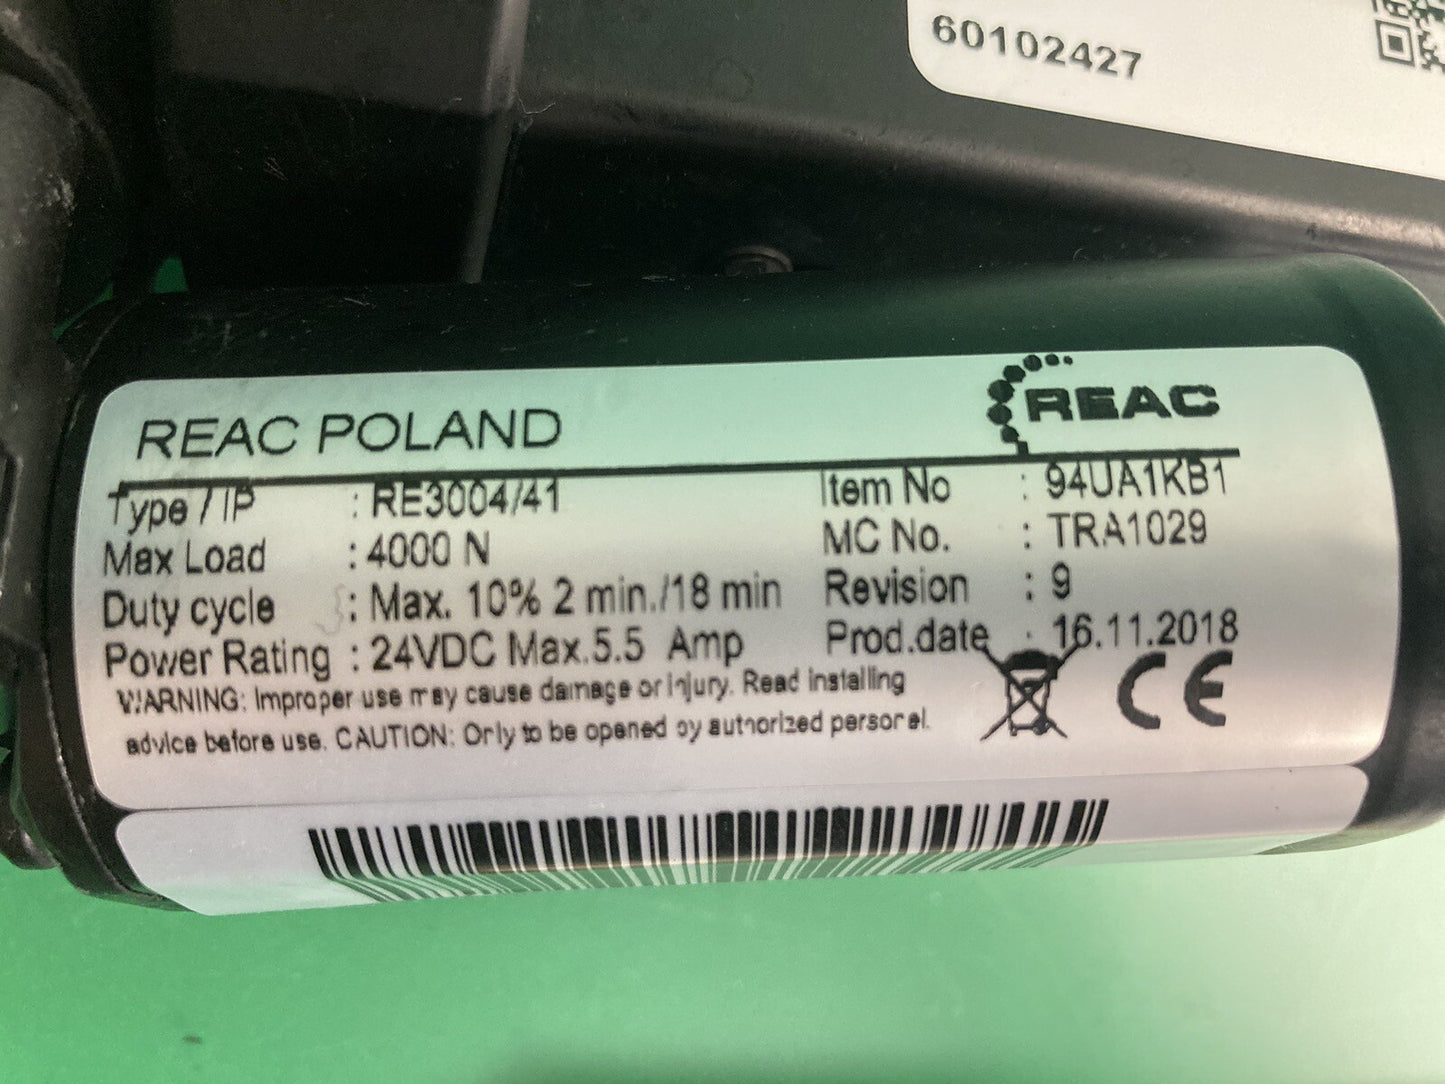 60102427
REAC POLAND
REAC
Type / IP : RE3004/41
Max Load : 4000 N
Duty cycle : Max. 10% 2 min./18 min
Power Rating : 24VDC Max.5.5 Amp
Item No : 94UA1KB1
MC No. : TRA1029
Revision : 9
Prod.date : 16.11.2018
WARNING: Improper use may cause damage or injury. Read installing
advice before use. CAUTION: Only to be opened by authorized personel.
CE